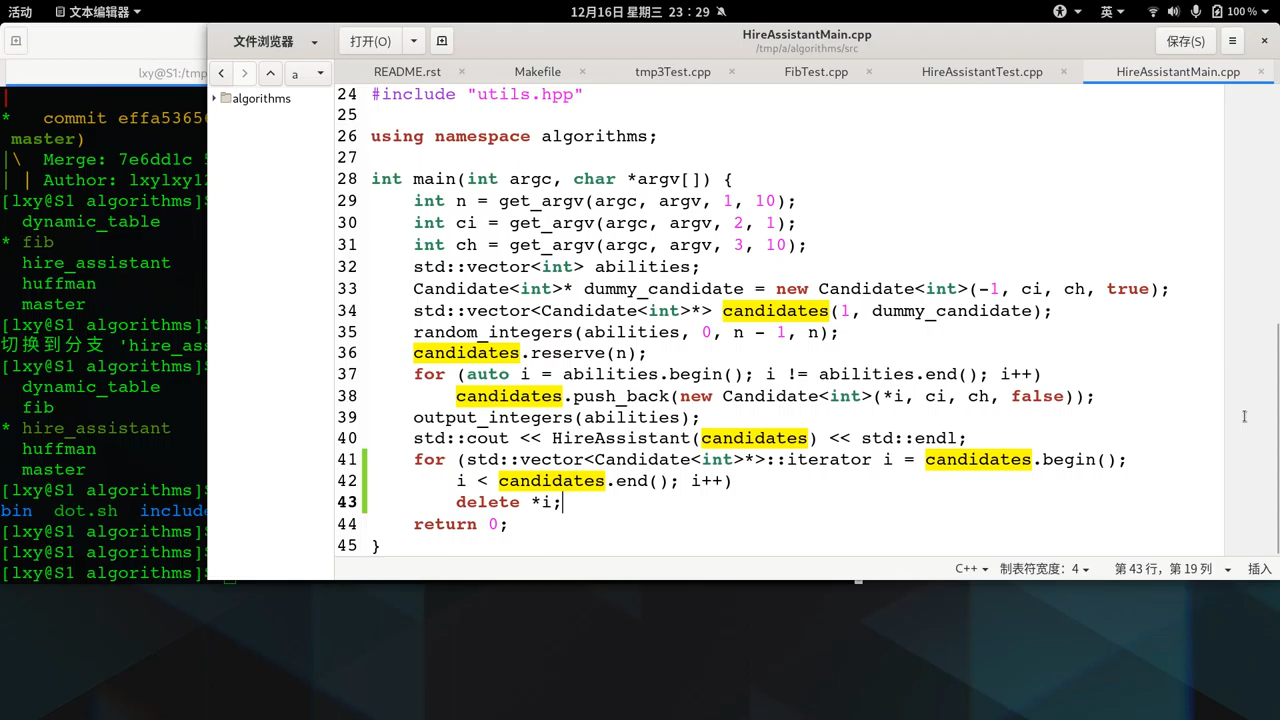 活动 文本编辑器 12月16日 星期三 23：29 英 100 %
文件浏览器 打开(O) HireAssistantMain.cpp 保存(S)
/tmp/a/algorithms/src
lxy@S1:/tmp
a
README.rst Makefile tmp3Test.cpp FibTest.cpp HireAssistantTest.cpp HireAssistantMain.cpp
algorithms
|
* commit effa5365
master)
|\ Merge: 7e6dd1c
| | Author: lxylxy12
[lxy@S1 algorithms]
dynamic_table
* fib
hire_assistant
huffman
master
[lxy@S1 algorithms]
切换到分支 'hire_as
[lxy@S1 algorithms]
dynamic_table
fib
* hire_assistant
huffman
master
[lxy@S1 algorithms]
bin dot.sh include
[lxy@S1 algorithms]
[lxy@S1 algorithms]
[lxy@S1 algorithms]
24 #include "utils.hpp"
25
26 using namespace algorithms;
27
28 int main(int argc, char *argv[]) {
29 int n = get_argv(argc, argv, 1, 10);
30 int ci = get_argv(argc, argv, 2, 1);
31 int ch = get_argv(argc, argv, 3, 10);
32 std::vector<int> abilities;
33 Candidate<int>* dummy_candidate = new Candidate<int>(-1, ci, ch, true);
34 std::vector<Candidate<int>*> candidates(1, dummy_candidate);
35 random_integers(abilities, 0, n - 1, n);
36 candidates.reserve(n);
37 for (auto i = abilities.begin(); i != abilities.end(); i++)
38 candidates.push_back(new Candidate<int>(*i, ci, ch, false));
39 output_integers(abilities);
40 std::cout << HireAssistant(candidates) << std::endl;
41 for (std::vector<Candidate<int>*>::iterator i = candidates.begin();
42 i < candidates.end(); i++)
43 delete *i;
44 return 0;
45 }
C++ 制表符宽度：4 第 43 行，第 19 列 插入